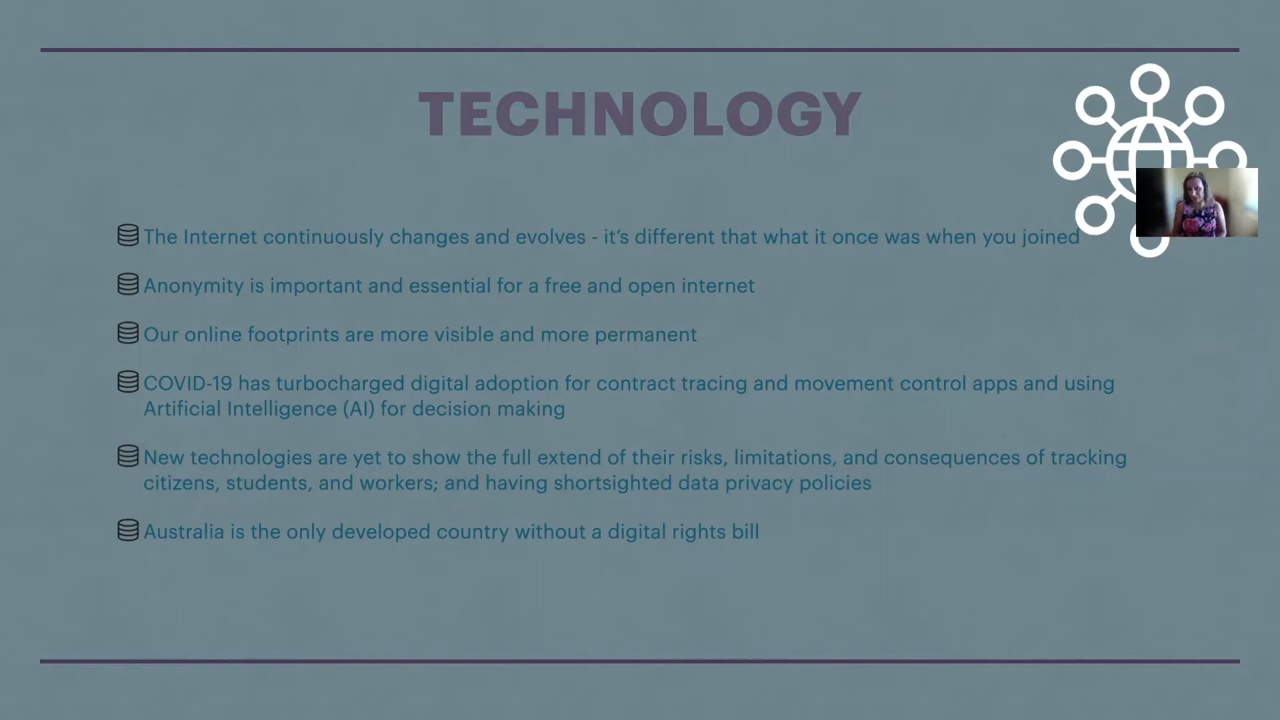 TECHNOLOGY
The Internet continuously changes and evolves - it’s different that what it once was when you joined
Anonymity is important and essential for a free and open internet
Our online footprints are more visible and more permanent
COVID-19 has turbocharged digital adoption for contract tracing and movement control apps and using
Artificial Intelligence (AI) for decision making
New technologies are yet to show the full extend of their risks, limitations, and consequences of tracking
citizens, students, and workers; and having shortsighted data privacy policies
Australia is the only developed country without a digital rights bill